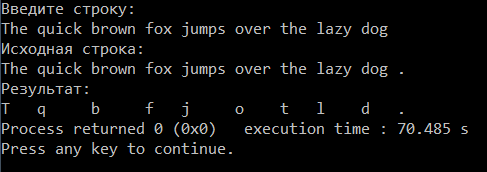 Введите строку:
The quick brown fox jumps over the lazy dog
Исходная строка:
The quick brown fox jumps over the lazy dog .
Результат:
T   q     b     f   j     o    t   l    d   .
Process returned 0 (0x0)   execution time : 70.485 s
Press any key to continue.